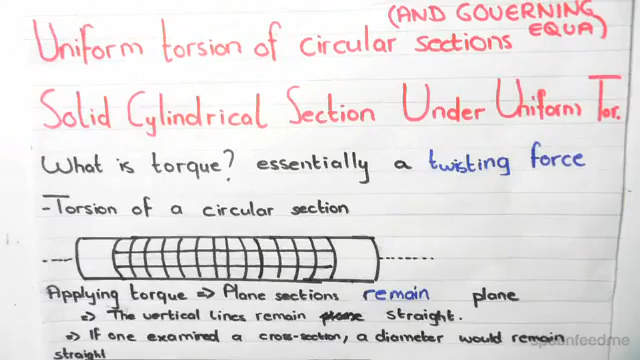 (AND GOVERNING
Uniform torsion of circular sections EQUA)
Solid Cylindrical Section Under Uniform Tor.
What is torque? essentially a twisting force
-Torsion of a circular section
Applying torque => Plane sections remain plane
=> The vertical lines remain plane straight.
=> If one examined a cross-section, a diameter would remain
straight
spoonfeedme